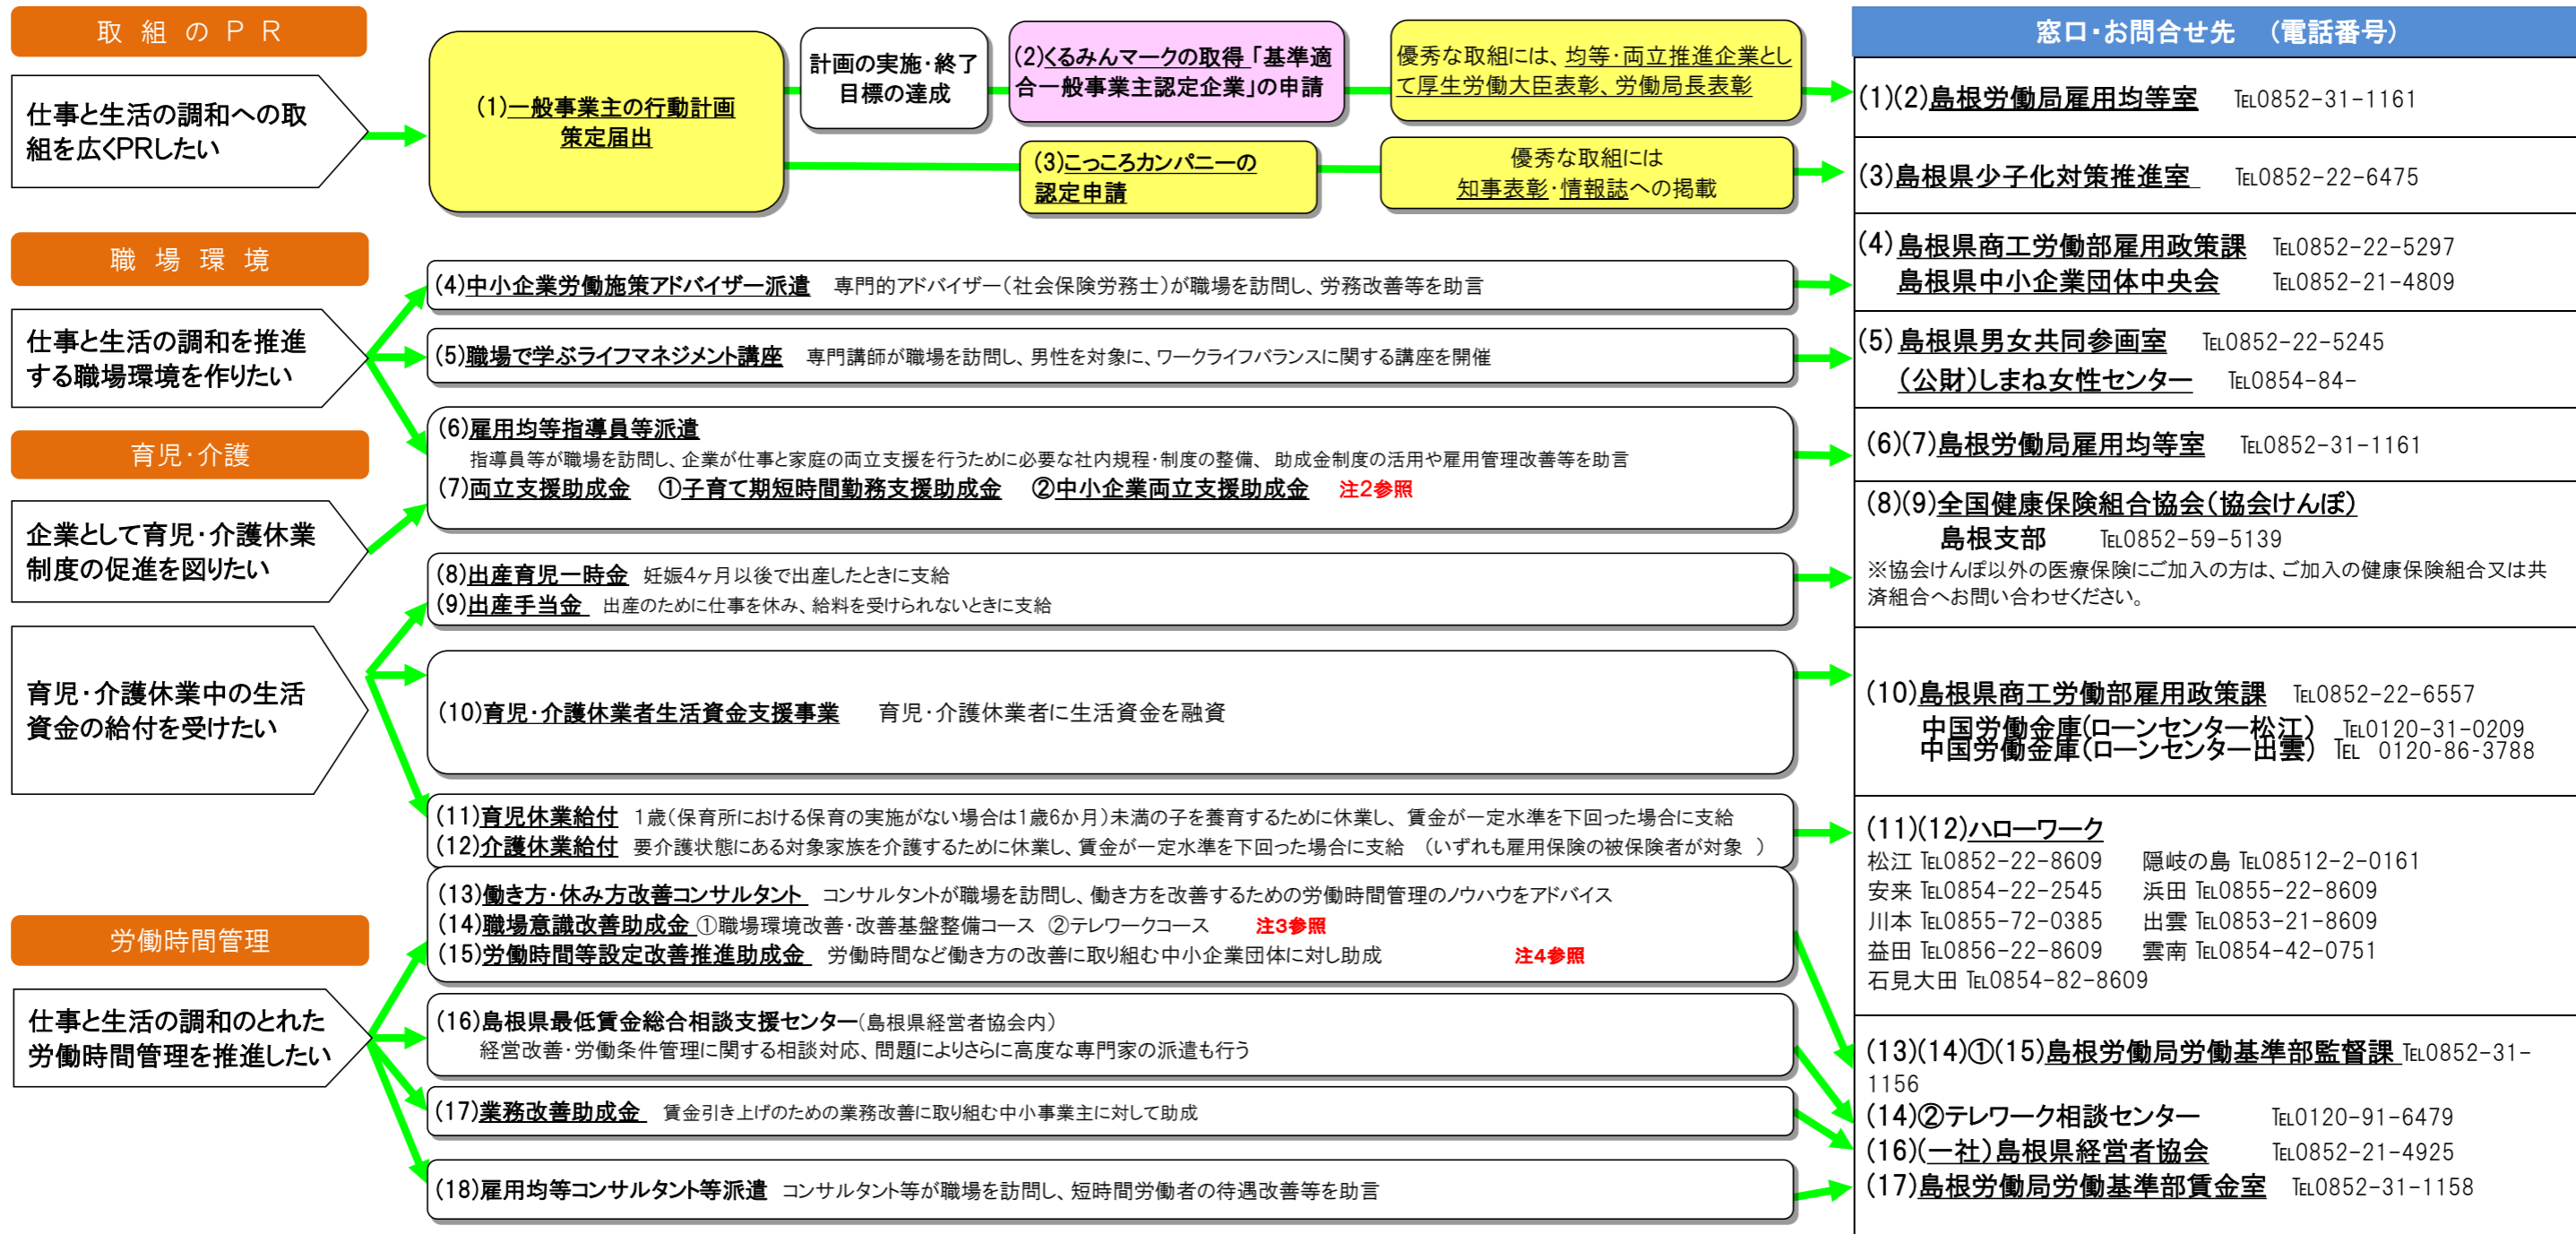 取 組 の P R
仕事と生活の調和への取
組を広くPRしたい
(1)一般事業主の行動計画
策定届出
計画の実施・終了
目標の達成
(2)くるみんマークの取得「基準適
合一般事業主認定企業」の申請
優秀な取組には、均等・両立推進企業とし
て厚生労働大臣表彰、労働局長表彰
(3)こっころカンパニーの
認定申請
優秀な取組には
知事表彰・情報誌への掲載
職 場 環 境
仕事と生活の調和を推進
する職場環境を作りたい
(4)中小企業労働施策アドバイザー派遣 専門的アドバイザー(社会保険労務士)が職場を訪問し、労務改善等を助言
(5)職場で学ぶライフマネジメント講座 専門講師が職場を訪問し、男性を対象に、ワークライフバランスに関する講座を開催
育児・介護
企業として育児・介護休業
制度の促進を図りたい
(6)雇用均等指導員等派遣
指導員等が職場を訪問し、企業が仕事と家庭の両立支援を行うために必要な社内規程・制度の整備、 助成金制度の活用や雇用管理改善等を助言
(7)両立支援助成金 ①子育て期短時間勤務支援助成金 ②中小企業両立支援助成金 注2参照
育児・介護休業中の生活
資金の給付を受けたい
(8)出産育児一時金 妊娠4ヶ月以後で出産したときに支給
(9)出産手当金 出産のために仕事を休み、給料を受けられないときに支給
(10)育児・介護休業者生活資金支援事業 育児・介護休業者に生活資金を融資
(11)育児休業給付 1歳(保育所における保育の実施がない場合は1歳6か月)未満の子を養育するために休業し、 賃金が一定水準を下回った場合に支給
(12)介護休業給付 要介護状態にある対象家族を介護するために休業し、賃金が一定水準を下回った場合に支給 (いずれも雇用保険の被保険者が対象 )
労働時間管理
仕事と生活の調和のとれた
労働時間管理を推進したい
(13)働き方・休み方改善コンサルタント コンサルタントが職場を訪問し、働き方を改善するための労働時間管理のノウハウをアドバイス
(14)職場意識改善助成金 ①職場環境改善・改善基盤整備コース ②テレワークコース 注3参照
(15)労働時間等設定改善推進助成金 労働時間など働き方の改善に取り組む中小企業団体に対し助成 注4参照
(16)島根県最低賃金総合相談支援センター(島根県経営者協会内)
経営改善・労働条件管理に関する相談対応、問題によりさらに高度な専門家の派遣も行う
(17)業務改善助成金 賃金引き上げのための業務改善に取り組む中小事業主に対して助成
(18)雇用均等コンサルタント等派遣 コンサルタント等が職場を訪問し、短時間労働者の待遇改善等を助言
窓口・お問合せ先 (電話番号)
(1)(2)島根労働局雇用均等室 ℡0852-31-1161
(3)島根県少子化対策推進室 ℡0852-22-6475
(4)島根県商工労働部雇用政策課 ℡0852-22-5297
島根県中小企業団体中央会 ℡0852-21-4809
(5)島根県男女共同参画室 ℡0852-22-5245
(公財)しまね女性センター ℡0854-84-
(6)(7)島根労働局雇用均等室 ℡0852-31-1161
(8)(9)全国健康保険組合協会(協会けんぽ)
島根支部 ℡0852-59-5139
※協会けんぽ以外の医療保険にご加入の方は、ご加入の健康保険組合又は共
済組合へお問い合わせください。
(10)島根県商工労働部雇用政策課 ℡0852-22-6557
中国労働金庫(ローンセンター松江) ℡0120-31-0209
中国労働金庫(ローンセンター出雲) ℡ 0120-86-3788
(11)(12)ハローワーク
松江 ℡0852-22-8609 隠岐の島 ℡08512-2-0161
安来 ℡0854-22-2545 浜田 ℡0855-22-8609
川本 ℡0855-72-0385 出雲 ℡0853-21-8609
益田 ℡0856-22-8609 雲南 ℡0854-42-0751
石見大田 ℡0854-82-8609
(13)(14)①(15)島根労働局労働基準部監督課 ℡0852-31-
1156
(14)②テレワーク相談センター ℡0120-91-6479
(16)(一社)島根県経営者協会 ℡0852-21-4925
(17)島根労働局労働基準部賃金室 ℡0852-31-1158